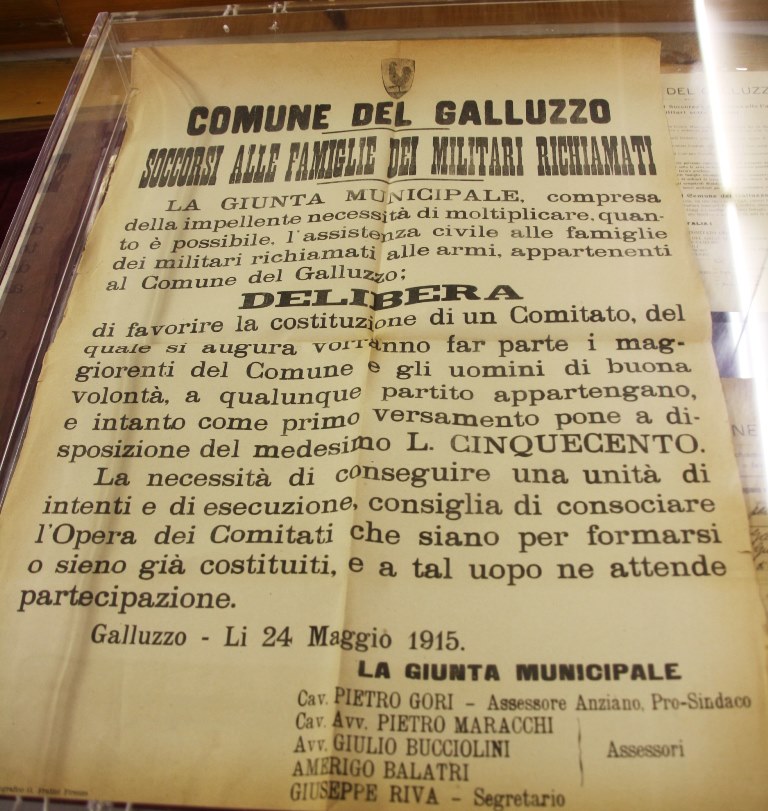 COMUNE DEL GALLUZZO
SOCCORSI ALLE FAMIGLIE DEI MILITARI RICHIAMATI
LA GIUNTA MUNICIPALE, compresa
della impellente necessità di moltiplicare, quan-
to è possibile, l'assistenza civile alle famiglie
dei militari richiamati alle armi, appartenenti
al Comune del Galluzzo;
DELIBERA
di favorire la costituzione di un Comitato, del
quale si augura vorranno far parte i mag-
giorenti del Comune e gli uomini di buona
volontà, a qualunque partito appartengano,
e intanto come primo versamento pone a di-
sposizione del medesimo L. CINQUECENTO.
La necessità di conseguire una unità di
intenti e di esecuzione, consiglia di consociare
l'Opera dei Comitati che siano per formarsi
o sieno già costituiti, e a tal uopo ne attende
partecipazione.
Galluzzo - Li 24 Maggio 1915.
LA GIUNTA MUNICIPALE
Cav. PIETRO GORI - Assessore Anziano, Pro-Sindaco
Cav. Avv. PIETRO MARACCHI
Avv. GIULIO BUCCIOLINI
Assessori
AMERIGO BALATRI
GIUSEPPE RIVA - Segretario
DEL GALLUZZ